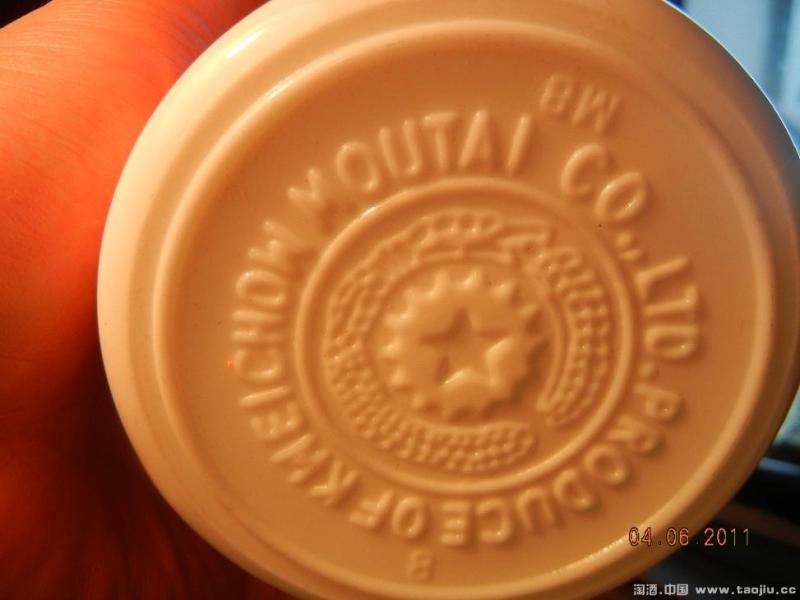 MB
KWEICHOW MOUTAI CO., LTD. PRODUCE OF
8
04.06.2011
淘酒.中国 www.taojiu.cc